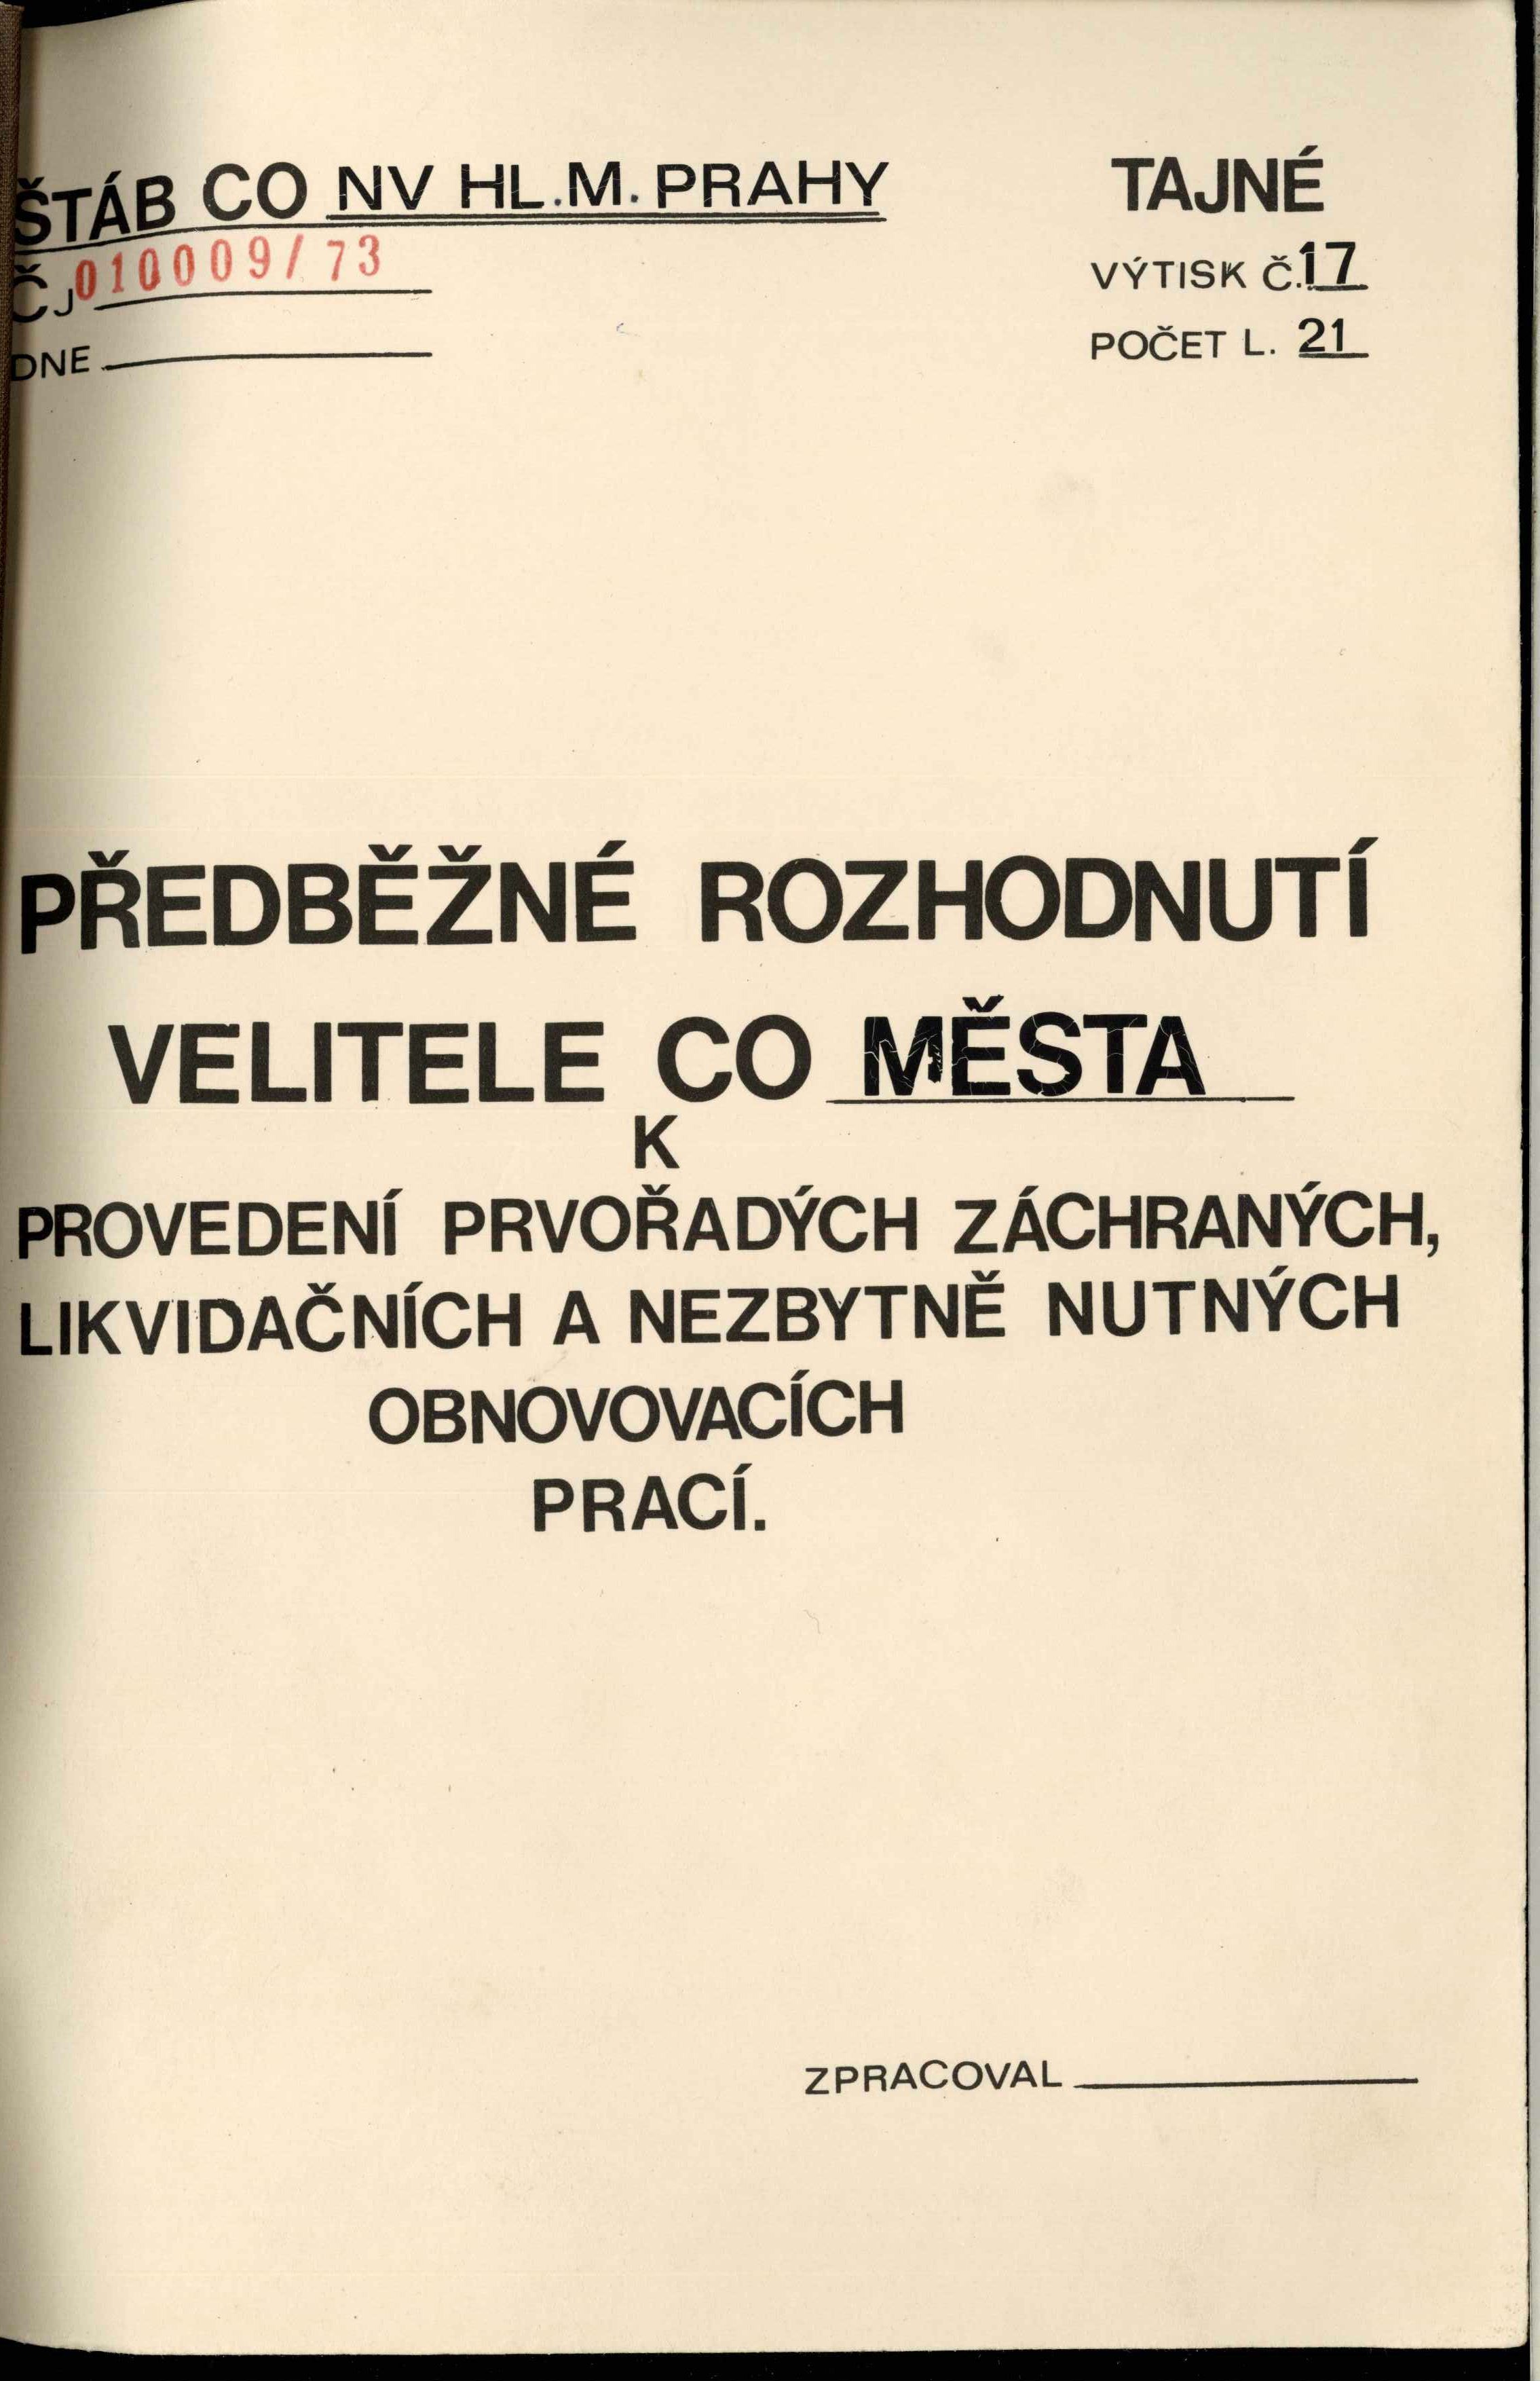 ŠTÁB CO NV HL.M. PRAHY
TAJNÉ
ČJ 010009/73
VÝTISK Č. 17
DNE
POČET L. 21
PŘEDBĚŽNÉ ROZHODNUTÍ
VELITELE CO MĚSTA
K
PROVEDENÍ PRVOŘADÝCH ZÁCHRANÝCH,
LIKVIDAČNÍCH A NEZBYTNĚ NUTNÝCH
OBNOVOVACÍCH
PRACÍ.
ZPRACOVAL